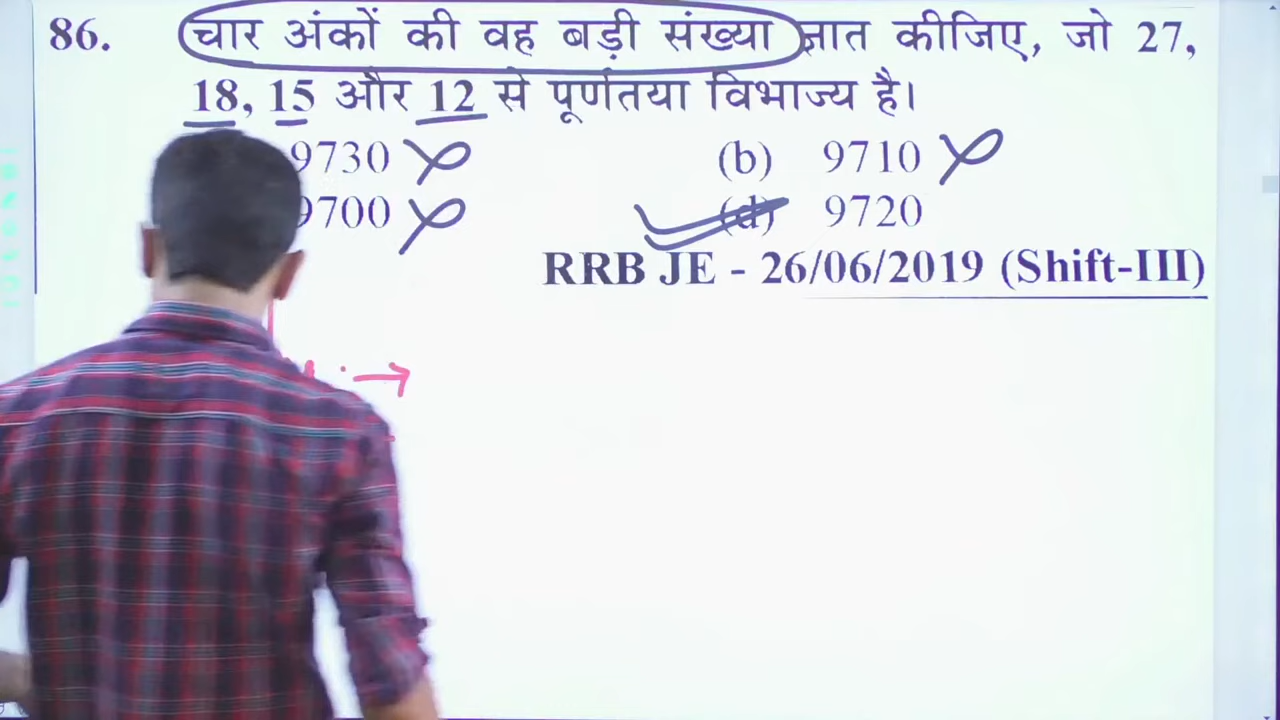 86. चार अंकों की वह बड़ी संख्या ज्ञात कीजिए, जो 27,
18, 15 और 12 से पूर्णतया विभाज्य है।
9730 (b) 9710
9700 (d) 9720
RRB JE - 26/06/2019 (Shift-III)